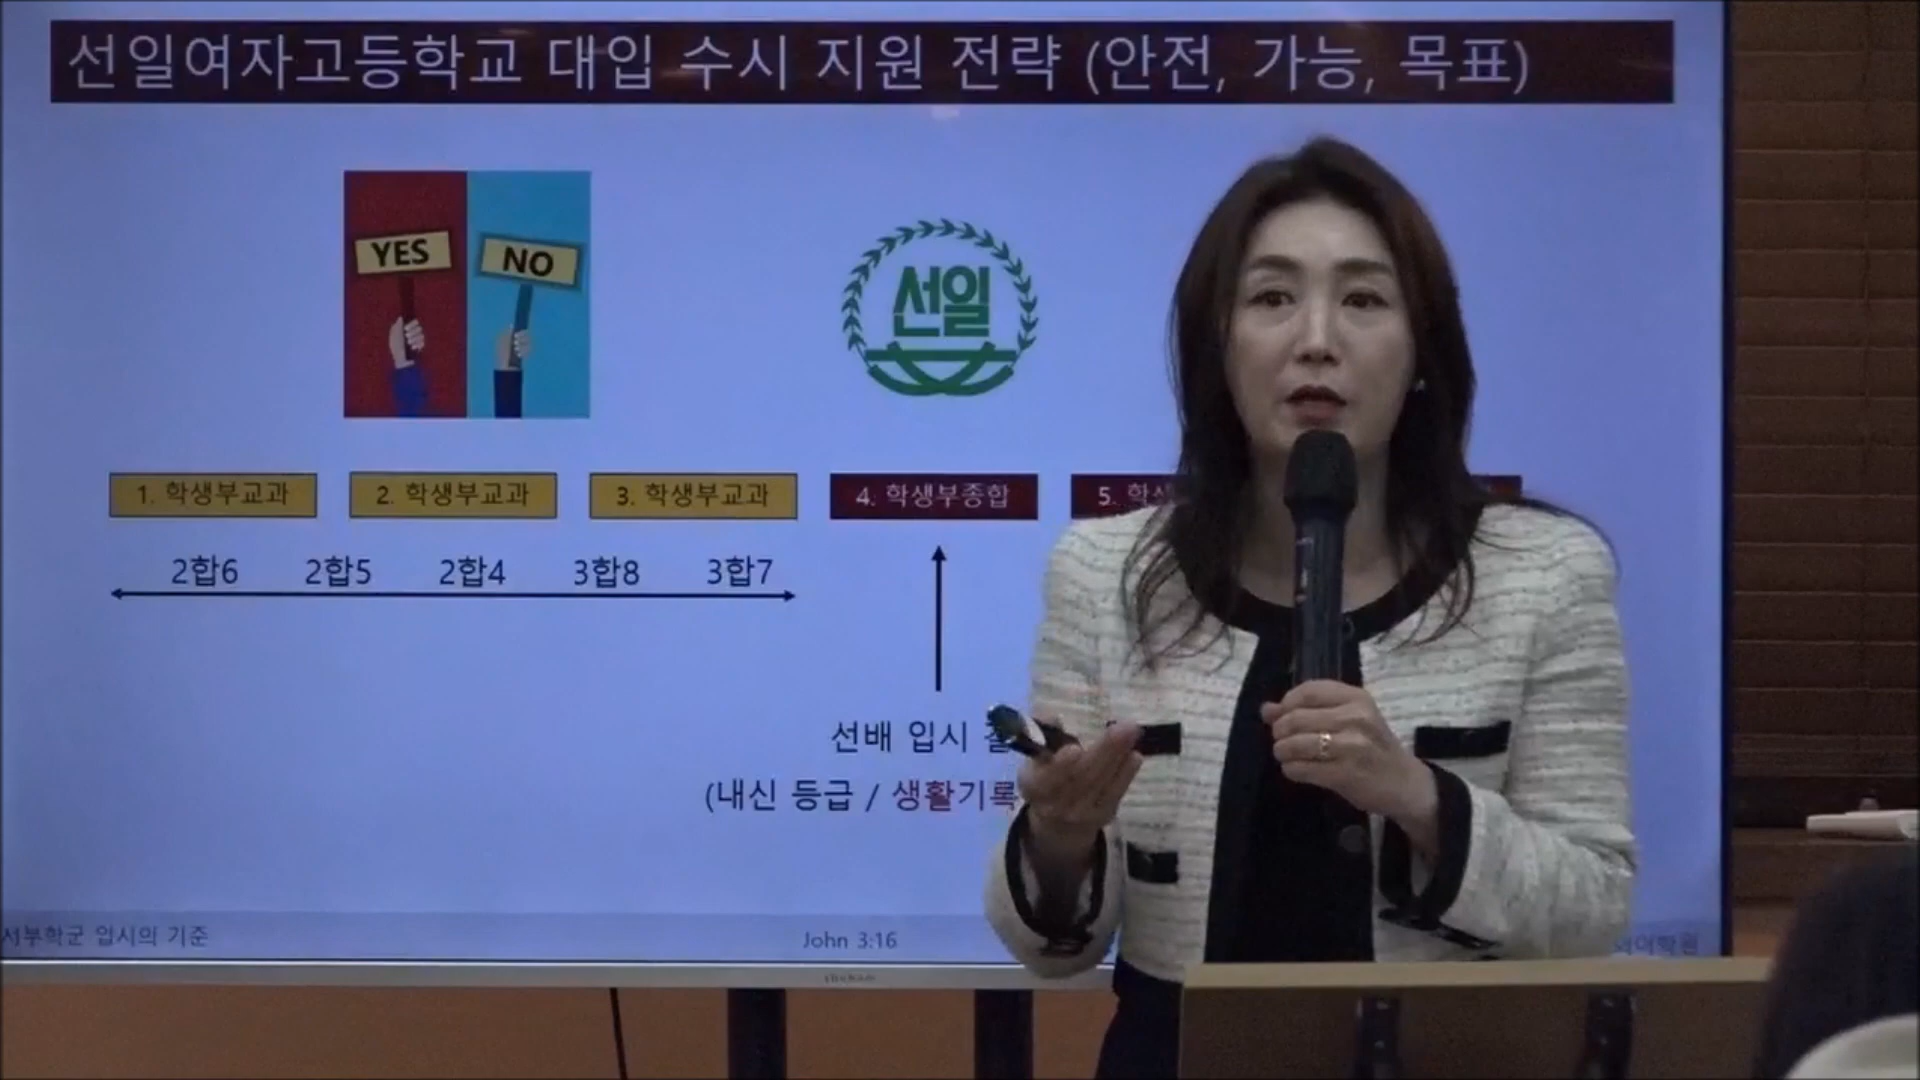 선일여자고등학교 대입 수시 지원 전략 (안전, 가능, 목표)
YES
NO
선일
1. 학생부교과
2. 학생부교과
3. 학생부교과
4. 학생부종합
5.
2합6 2합5 2합4 3합8 3합7
선배 입시
(내신 등급 / 생활기록
서부학군 입시의 기준
John 3:16